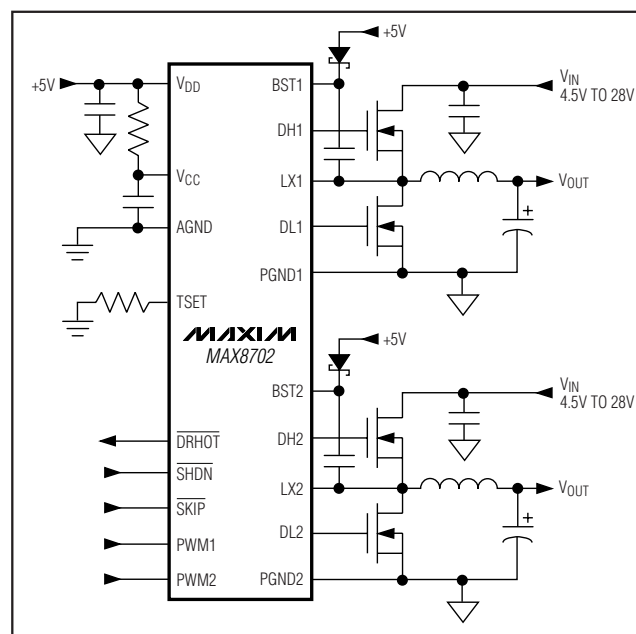 +5V
VDD
VCC
AGND
TSET
MAXIM
MAX8702
DRHOT
SHDN
SKIP
PWM1
PWM2
+5V
BST1
DH1
LX1
DL1
PGND1
VIN
4.5V TO 28V
VOUT
+
+5V
BST2
DH2
LX2
DL2
PGND2
VIN
4.5V TO 28V
VOUT
+